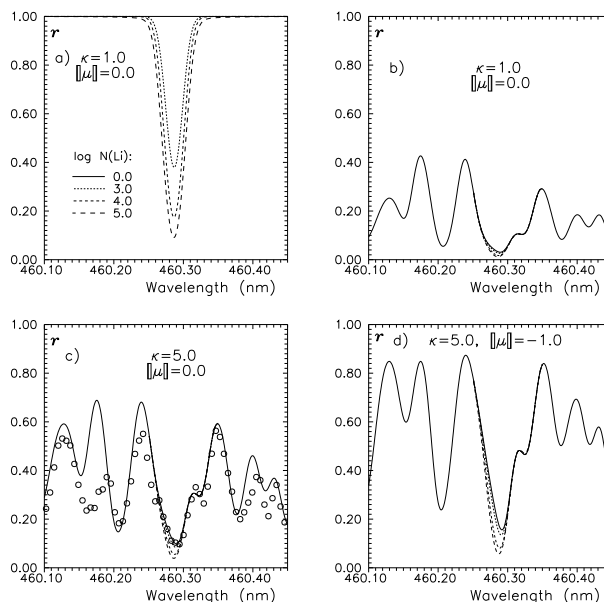 1.00
r
a) κ=1.0
[[μ]]=0.0
0.80
0.60
0.40
log N(Li):
0.0
3.0
4.0
5.0
0.20
0.00
460.10 460.20 460.30 460.40
Wavelength (nm)
1.00
r
b) κ=1.0
[[μ]]=0.0
0.80
0.60
0.40
0.20
0.00
460.10 460.20 460.30 460.40
Wavelength (nm)
1.00
r
c) κ=5.0
[[μ]]=0.0
0.80
0.60
0.40
0.20
0.00
460.10 460.20 460.30 460.40
Wavelength (nm)
1.00
r d) κ=5.0, [[μ]]=−1.0
0.80
0.60
0.40
0.20
0.00
460.10 460.20 460.30 460.40
Wavelength (nm)